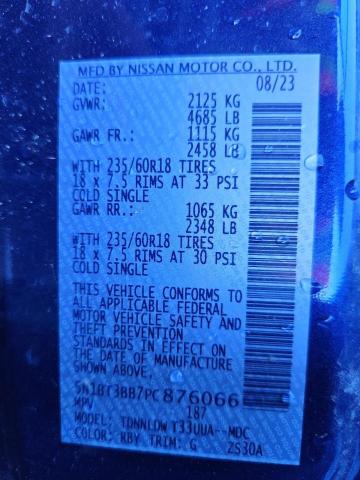 MFD BY NISSAN MOTOR CO., LTD.
DATE: 08/23
GVWR: 2125 KG
4685 LB
GAWR FR.: 1115 KG
2458 LB
WITH 235/60R18 TIRES
18 x 7.5 RIMS AT 33 PSI
COLD SINGLE
GAWR RR.: 1065 KG
2348 LB
WITH 235/60R18 TIRES
18 x 7.5 RIMS AT 30 PSI
COLD SINGLE
THIS VEHICLE CONFORMS TO
ALL APPLICABLE FEDERAL
MOTOR VEHICLE SAFETY AND
THEFT PREVENTION
STANDARDS IN EFFECT ON
THE DATE OF MANUFACTURE
SHOWN ABOVE.
5N1BT3BB7PC876066
MPV 187
MODEL: TDNNLDW T33UUA--MDC
COLOR: RBY TRIM: G ZS30A